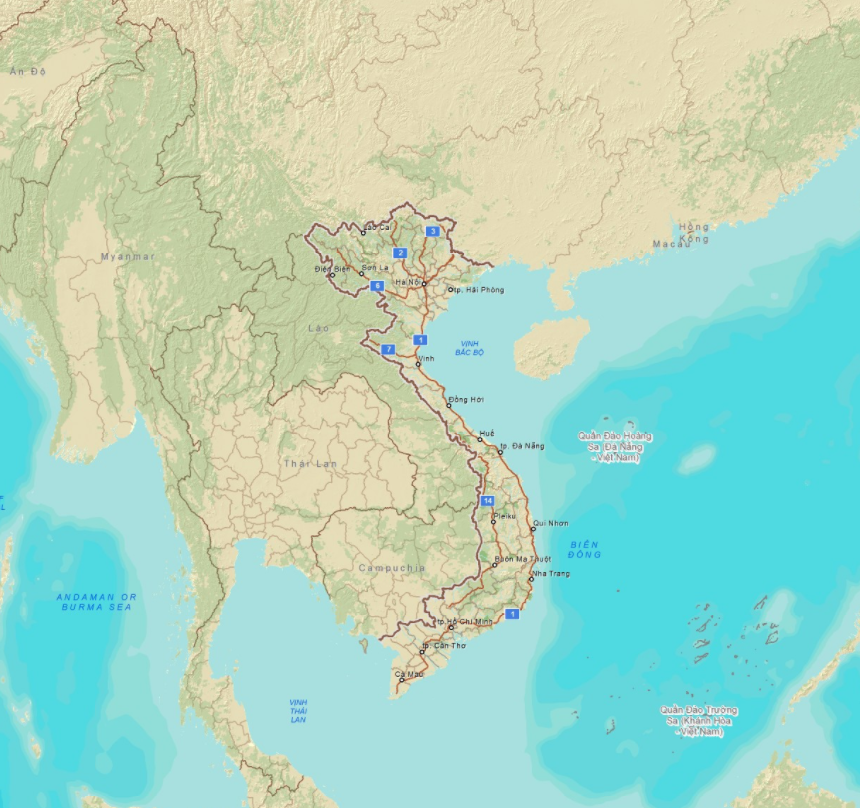 Ấn Độ
Hồng
Kông
Macau
Lào Cai
3
2
Myanmar
Điện Biên
Sơn La
6
Hà Nội
tp. Hải Phòng
Lào
1
7
VỊNH
BẮC BỘ
Vinh
Đồng Hới
Huế
tp. Đà Nẵng
Quần Đảo Hoàng
Sa (Đà Nẵng
- Việt Nam)
Thái Lan
14
Pleiku
Qui Nhơn
BIỂN
ĐÔNG
Campuchia
Buôn Ma Thuột
Nha Trang
ANDAMAN OR
BURMA SEA
1
tp.Hồ Chí Minh
tp. Cần Thơ
Cà Mau
VỊNH
THÁI
LAN
Quần Đảo Trường
Sa (Khánh Hòa
- Việt Nam)